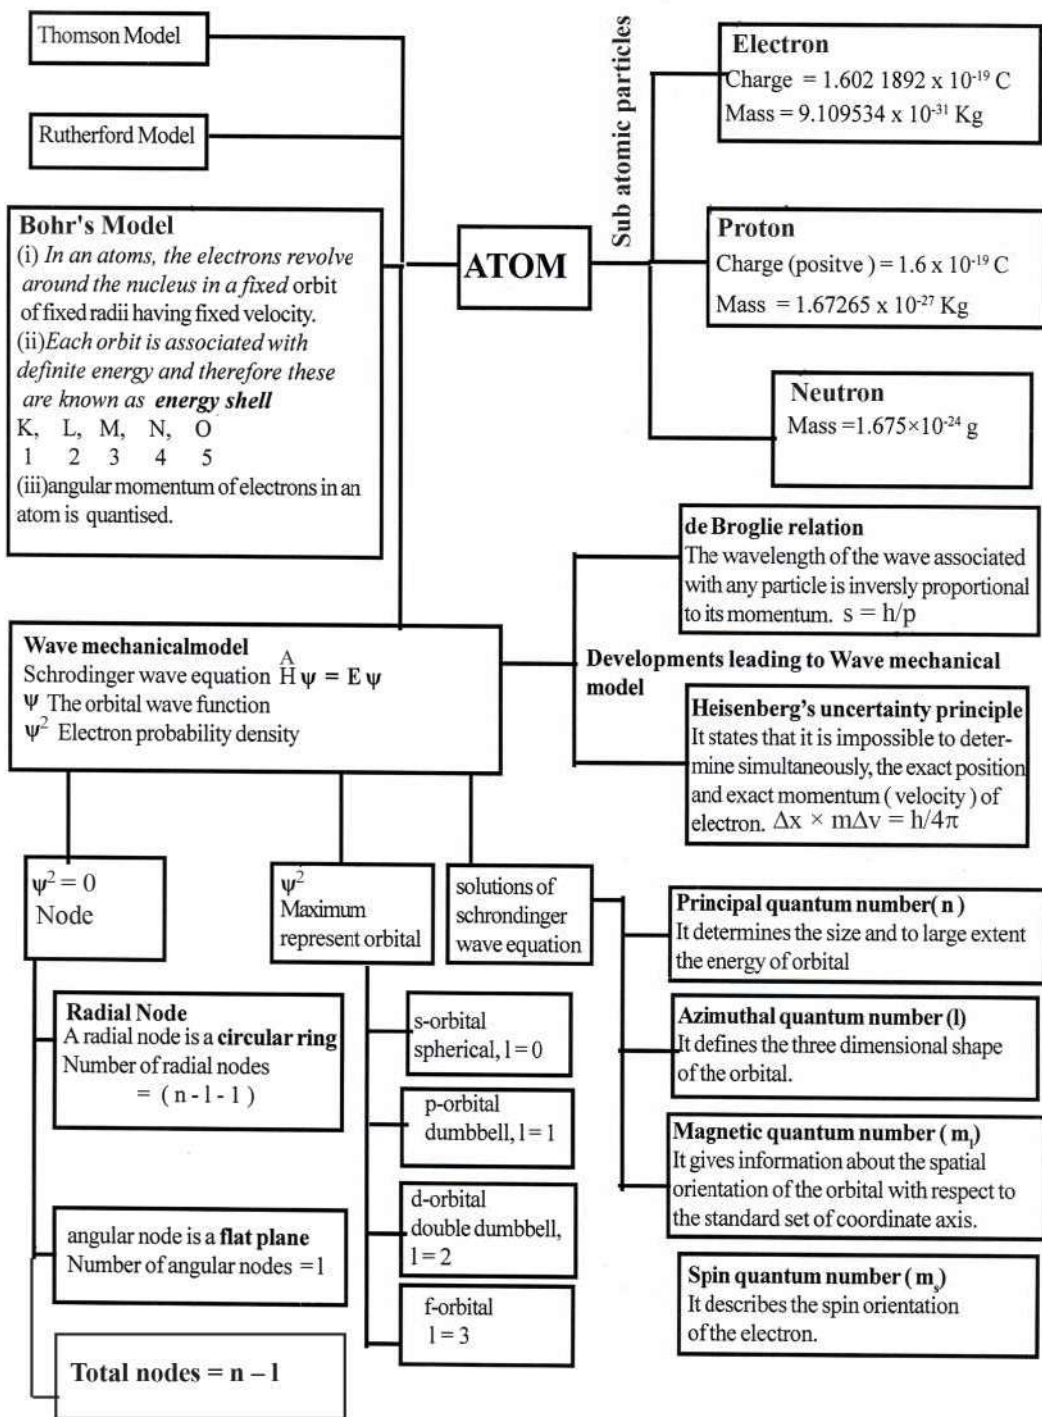 Thomson Model
Rutherford Model
Bohr's Model
(i) In an atoms, the electrons revolve
around the nucleus in a fixed orbit
of fixed radii having fixed velocity.
(ii)Each orbit is associated with
definite energy and therefore these
are known as energy shell
K, L, M, N, O
1 2 3 4 5
(iii)angular momentum of electrons in an
atom is quantised.
ATOM
Sub atomic particles
Electron
Charge = 1.602 1892 x 10⁻¹⁹ C
Mass = 9.109534 x 10⁻³¹ Kg
Proton
Charge (positve ) = 1.6 x 10⁻¹⁹ C
Mass = 1.67265 x 10⁻²⁷ Kg
Neutron
Mass =1.675×10⁻²⁴ g
de Broglie relation
The wavelength of the wave associated
with any particle is inversly proportional
to its momentum. s = h/p
Developments leading to Wave mechanical
model
Heisenberg's uncertainty principle
It states that it is impossible to deter-
mine simultaneously, the exact position
and exact momentum ( velocity ) of
electron. Δx × mΔv = h/4π
Wave mechanicalmodel
A
Schrodinger wave equation H ψ = E ψ
ψ The orbital wave function
ψ² Electron probability density
ψ² = 0
Node
ψ²
Maximum
represent orbital
solutions of
schrondinger
wave equation
Radial Node
A radial node is a circular ring
Number of radial nodes
= ( n - l - 1 )
angular node is a flat plane
Number of angular nodes = l
Total nodes = n – l
s-orbital
spherical, l = 0
p-orbital
dumbbell, l = 1
d-orbital
double dumbbell,
l = 2
f-orbital
l = 3
Principal quantum number( n )
It determines the size and to large extent
the energy of orbital
Azimuthal quantum number (l)
It defines the three dimensional shape
of the orbital.
Magnetic quantum number ( mₗ)
It gives information about the spatial
orientation of the orbital with respect to
the standard set of coordinate axis.
Spin quantum number ( mₛ)
It describes the spin orientation
of the electron.